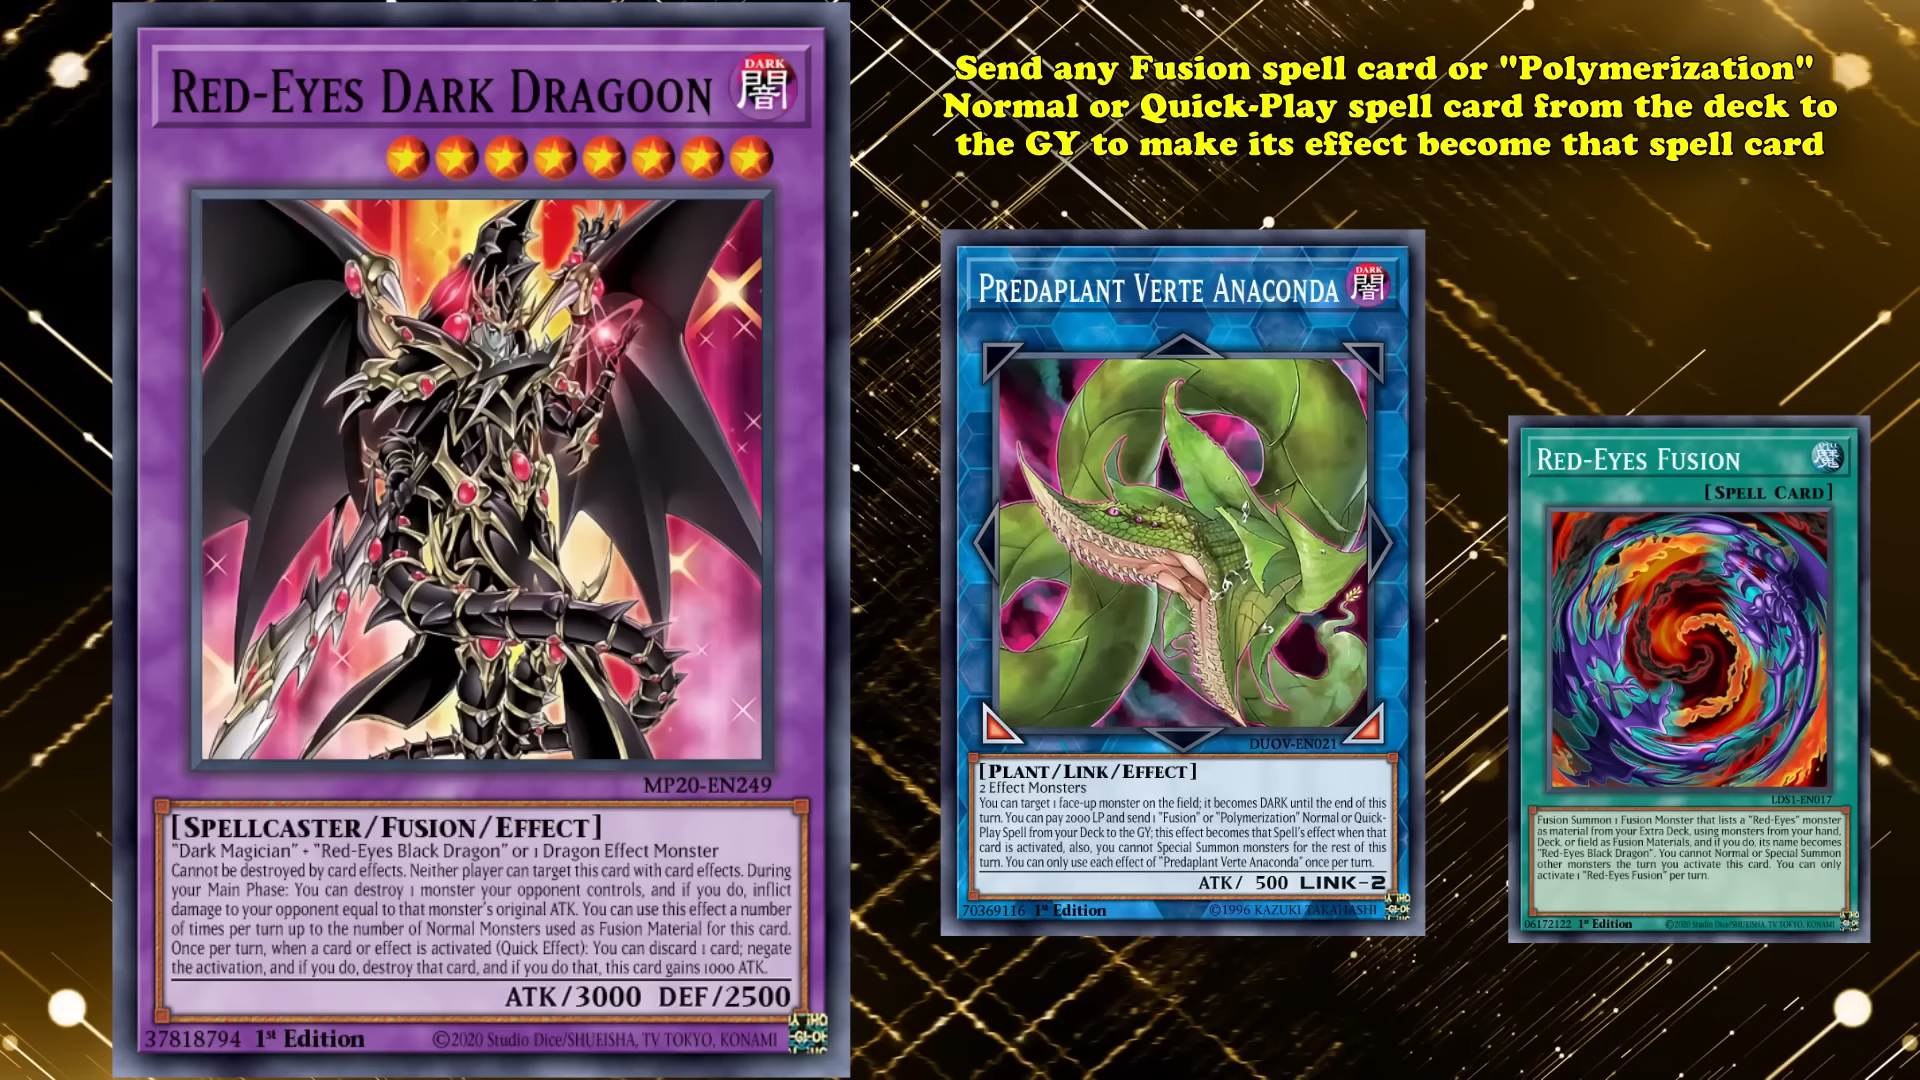 RED-EYES DARK DRAGOON
DARK
闇
MP20-EN249
[SPELLCASTER/FUSION/EFFECT]
"Dark Magician" + "Red-Eyes Black Dragon" or 1 Dragon Effect Monster
Cannot be destroyed by card effects. Neither player can target this card with card effects. During
your Main Phase: You can destroy 1 monster your opponent controls, and if you do, inflict
damage to your opponent equal to that monster's original ATK. You can use this effect a number
of times per turn up to the number of Normal Monsters used as Fusion Material for this card.
Once per turn, when a card or effect is activated (Quick Effect): You can discard 1 card; negate
the activation, and if you do, destroy that card, and if you do that, this card gains 1000 ATK.
ATK/3000 DEF/2500
37818794 1st Edition ©2020 Studio Dice/SHUEISHA, TV TOKYO, KONAMI
Send any Fusion spell card or "Polymerization"
Normal or Quick-Play spell card from the deck to
the GY to make its effect become that spell card
PREDAPLANT VERTE ANACONDA
DARK
闇
DUOV-EN021
[PLANT/LINK/EFFECT]
2 Effect Monsters
You can target 1 face-up monster on the field; it becomes DARK until the end of this
turn. You can pay 2000 LP and send 1 "Fusion" or "Polymerization" Normal or Quick-
Play Spell from your Deck to the GY; this effect becomes that Spell's effect when that
card is activated, also, you cannot Special Summon monsters for the rest of this
turn. You can only use each effect of "Predaplant Verte Anaconda" once per turn.
ATK/ 500 LINK-2
70369116 1st Edition ©1996 KAZUKI TAKAHASHI
RED-EYES FUSION
魔
[SPELL CARD]
LDS1-EN017
Fusion Summon 1 Fusion Monster that lists a "Red-Eyes" monster
as material from your Extra Deck, using monsters from your hand,
Deck, or field as Fusion Materials, and if you do, its name becomes
"Red-Eyes Black Dragon". You cannot Normal or Special Summon
other monsters the turn you activate this card. You can only
activate 1 "Red-Eyes Fusion" per turn.
06172122 1st Edition ©2020 Studio Dice/SHUEISHA, TV TOKYO, KONAMI